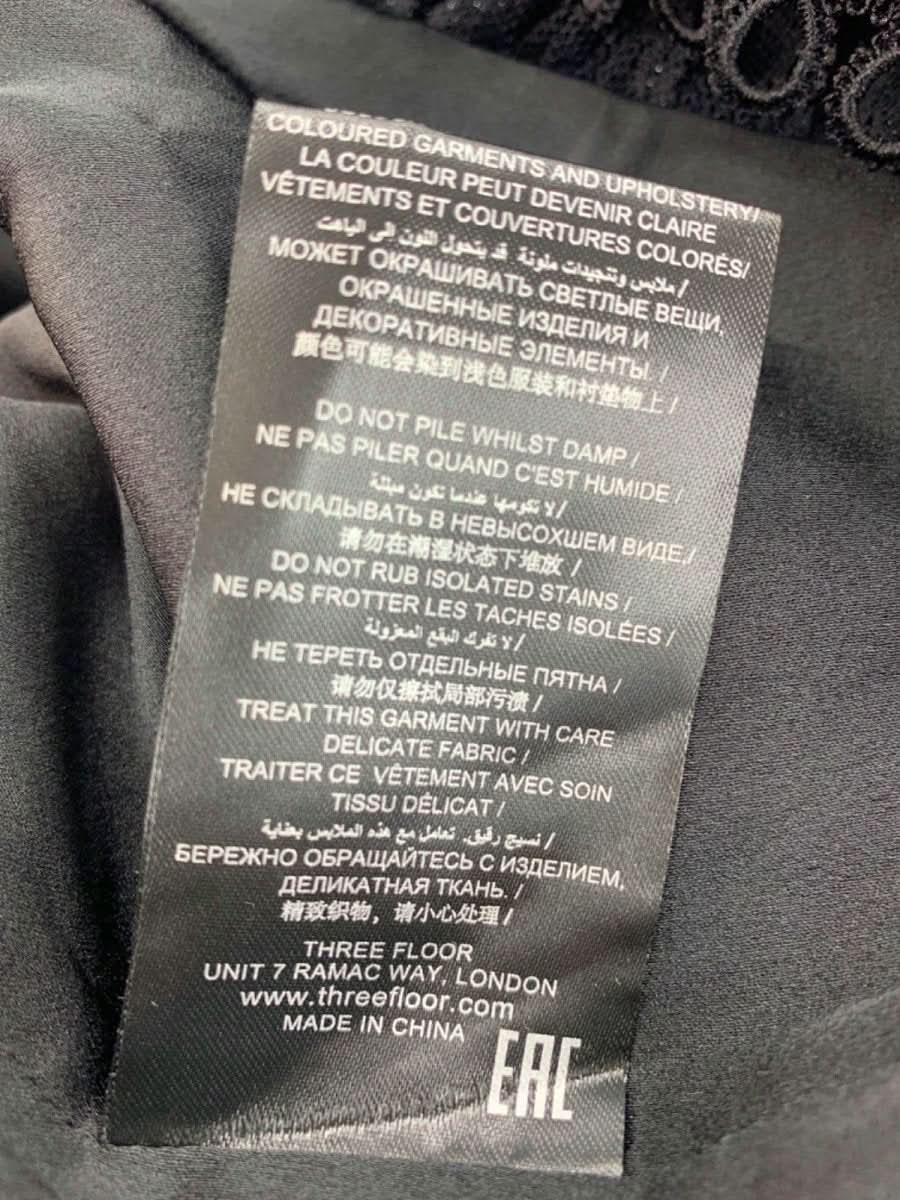 COLOURED GARMENTS AND UPHOLSTERY/
LA COULEUR PEUT DEVENIR CLAIRE
VÊTEMENTS ET COUVERTURES COLORÉS/
ملابس وتنجيدات ملونة. قد يتحول اللون إلى الباهت /
МОЖЕТ ОКРАШИВАТЬ СВЕТЛЫЕ ВЕЩИ,
ОКРАШЕННЫЕ ИЗДЕЛИЯ И
ДЕКОРАТИВНЫЕ ЭЛЕМЕНТЫ. /
颜色可能会染到浅色服装和衬垫物上 /
DO NOT PILE WHILST DAMP /
NE PAS PILER QUAND C'EST HUMIDE /
لا تكومها عندما تكون مبتلة /
НЕ СКЛАДЫВАТЬ В НЕВЫСОХШЕМ ВИДЕ./
请勿在潮湿状态下堆放 /
DO NOT RUB ISOLATED STAINS /
NE PAS FROTTER LES TACHES ISOLÉES /
لا تفرك البقع المعزولة /
НЕ ТЕРЕТЬ ОТДЕЛЬНЫЕ ПЯТНА /
请勿仅擦拭局部污渍 /
TREAT THIS GARMENT WITH CARE
DELICATE FABRIC /
TRAITER CE VÊTEMENT AVEC SOIN
TISSU DÉLICAT /
نسيج رقيق. تعامل مع هذه الملابس بعناية /
БЕРЕЖНО ОБРАЩАЙТЕСЬ С ИЗДЕЛИЕМ,
ДЕЛИКАТНАЯ ТКАНЬ. /
精致织物，请小心处理 /
THREE FLOOR
UNIT 7 RAMAC WAY, LONDON
www.threefloor.com
MADE IN CHINA
EAC